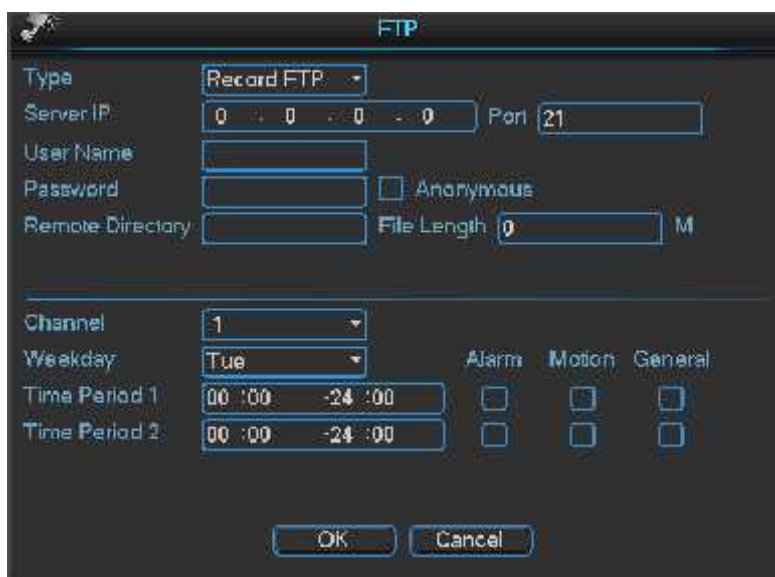 FTP
Type Record FTP
Server IP 0 . 0 . 0 . 0 Port 21
User Name
Password Anonymous
Remote Directory File Length 0 M
Channel 1
Weekday Tue Alarm Motion General
Time Period 1 00 :00 -24 :00
Time Period 2 00 :00 -24 :00
OK Cancel